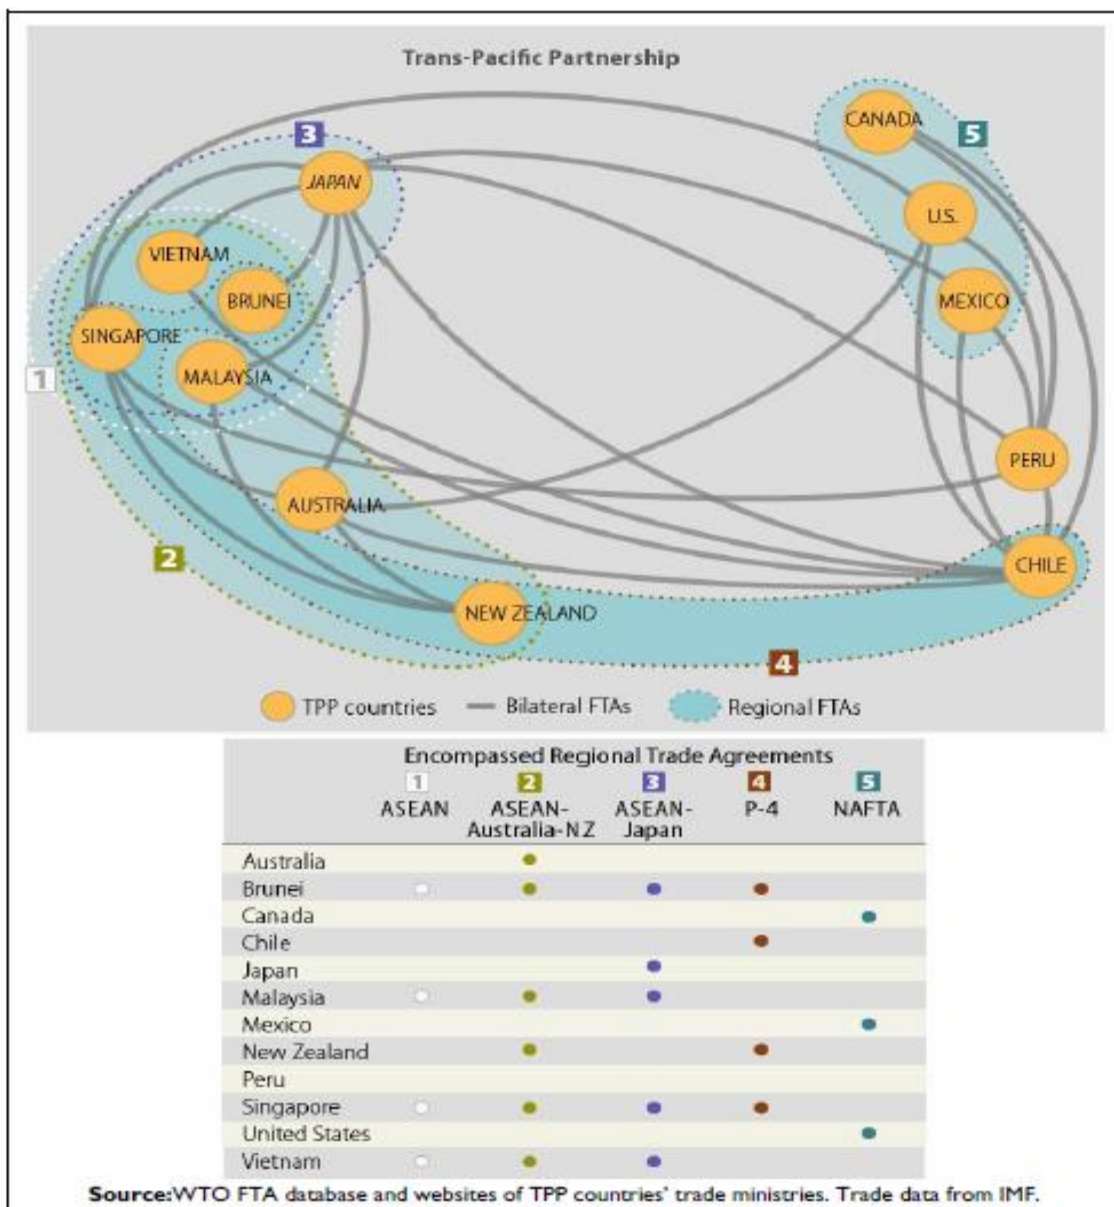 Trans-Pacific Partnership
CANADA
3
5
JAPAN
U.S.
VIETNAM
BRUNEI
MEXICO
SINGAPORE
1
MALAYSIA
PERU
AUSTRALIA
2
CHILE
NEW ZEALAND
4
TPP countries
Bilateral FTAs
Regional FTAs
Encompassed Regional Trade Agreements
1 2 3 4 5
ASEAN ASEAN- ASEAN- P-4 NAFTA
Australia-NZ Japan
Australia
Brunei
Canada
Chile
Japan
Malaysia
Mexico
New Zealand
Peru
Singapore
United States
Vietnam
Source:WTO FTA database and websites of TPP countries' trade ministries. Trade data from IMF.